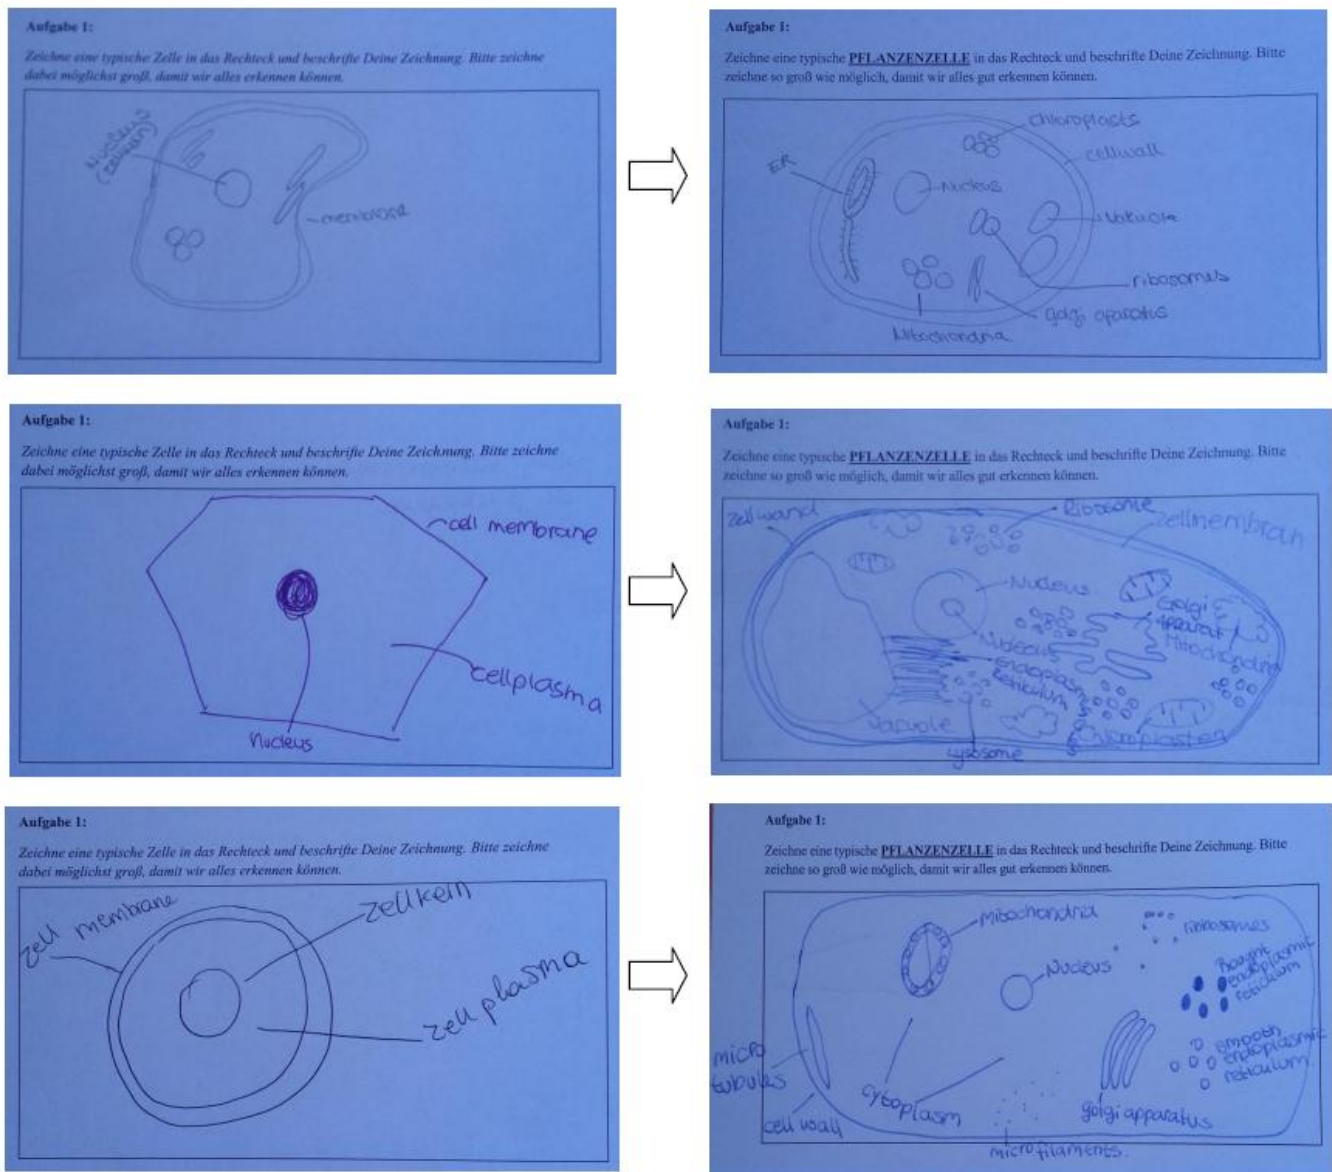 Aufgabe 1:
Zeichne eine typische Zelle in das Rechteck und beschrifte Deine Zeichnung. Bitte zeichne
dabei möglichst groß, damit wir alles erkennen können.
Nucleus
membrane
Aufgabe 1:
Zeichne eine typische PFLANZENZELLE in das Rechteck und beschrifte Deine Zeichnung. Bitte
zeichne so groß wie möglich, damit wir alles gut erkennen können.
chloroplasts
cellwall
ER
Nucleus
Vakuole
ribosomes
golgi aparatus
Mitochondria
Aufgabe 1:
Zeichne eine typische Zelle in das Rechteck und beschrifte Deine Zeichnung. Bitte zeichne
dabei möglichst groß, damit wir alles erkennen können.
cell membrane
cellplasma
nucleus
Aufgabe 1:
Zeichne eine typische PFLANZENZELLE in das Rechteck und beschrifte Deine Zeichnung. Bitte
zeichne so groß wie möglich, damit wir alles gut erkennen können.
Zellwand
Ribosome
Zellmembran
Nucleus
Golgi
Apparat
Mitochondrien
Endoplasm
Retikulum
Vacuole
Chloroplasten
Lysosome
Aufgabe 1:
Zeichne eine typische Zelle in das Rechteck und beschrifte Deine Zeichnung. Bitte zeichne
dabei möglichst groß, damit wir alles erkennen können.
zell membrane
zellkern
zellplasma
Aufgabe 1:
Zeichne eine typische PFLANZENZELLE in das Rechteck und beschrifte Deine Zeichnung. Bitte
zeichne so groß wie möglich, damit wir alles gut erkennen können.
Mitochondria
ribosomes
Nucleus
endoplasmic
reticulum
smooth
endoplasmic
reticulum
micro
tubules
cytoplasm
golgi apparatus
cell wall
microfilaments.